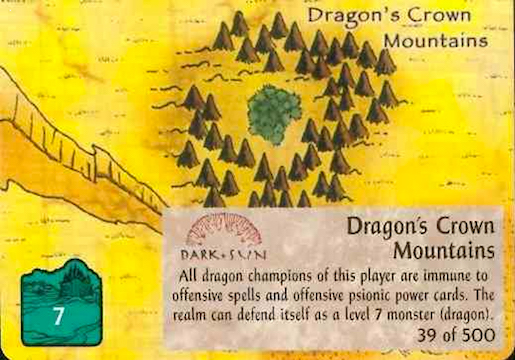 Dragon's Crown
Mountains
DARK SUN
Dragon's Crown
Mountains
All dragon champions of this player are immune to
offensive spells and offensive psionic power cards. The
realm can defend itself as a level 7 monster (dragon).
39 of 500
7